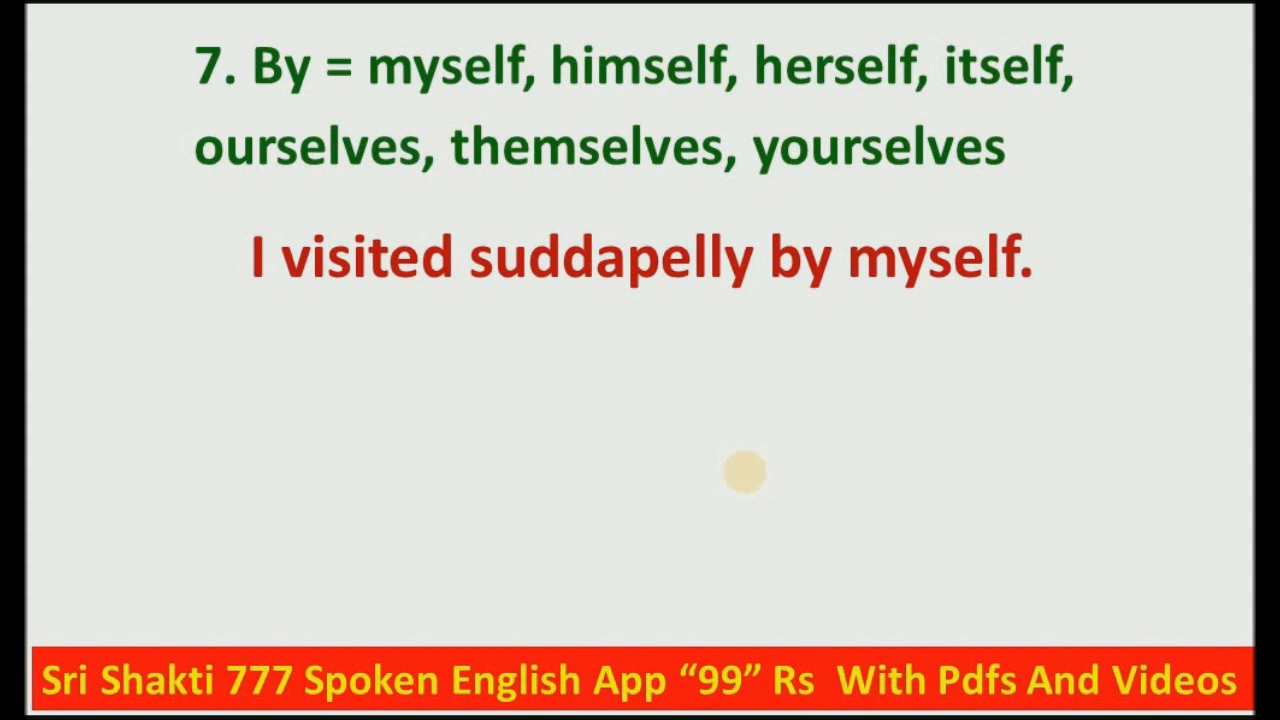 7. By = myself, himself, herself, itself,
ourselves, themselves, yourselves
I visited suddapelly by myself.
Sri Shakti 777 Spoken English App “99” Rs With Pdfs And Videos